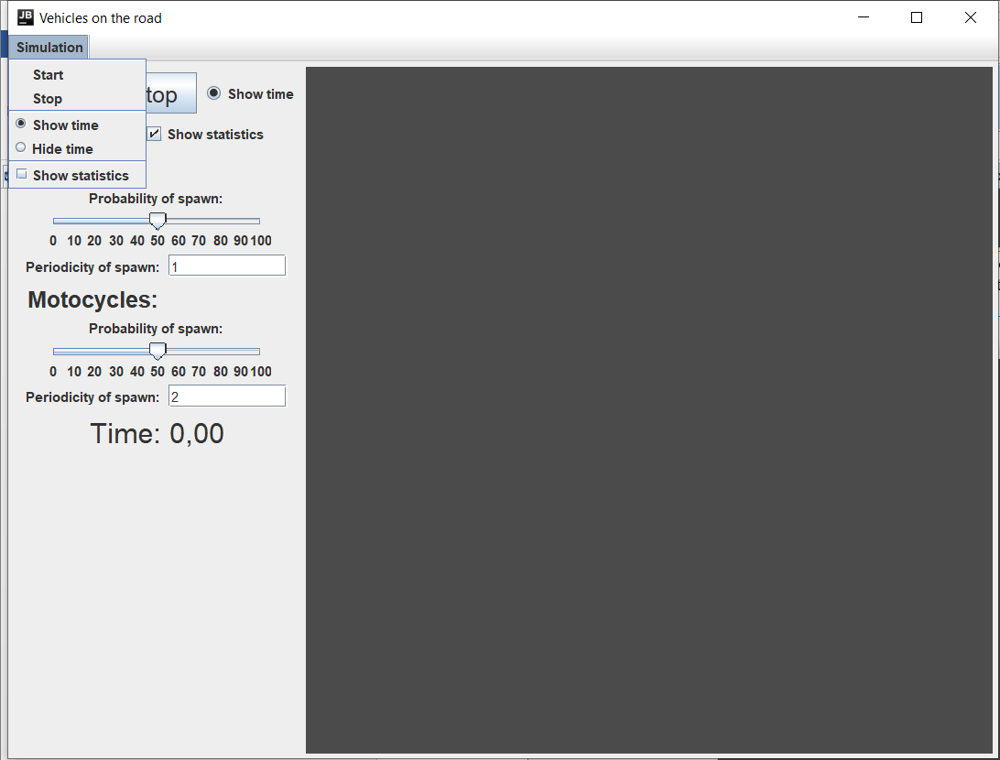 JB Vehicles on the road
Simulation
Start
Stop
Show time
Hide time
Show statistics
top
Show time
Show statistics
Probability of spawn:
0 10 20 30 40 50 60 70 80 90 100
Periodicity of spawn: 1
Motocycles:
Probability of spawn:
0 10 20 30 40 50 60 70 80 90 100
Periodicity of spawn: 2
Time: 0,00